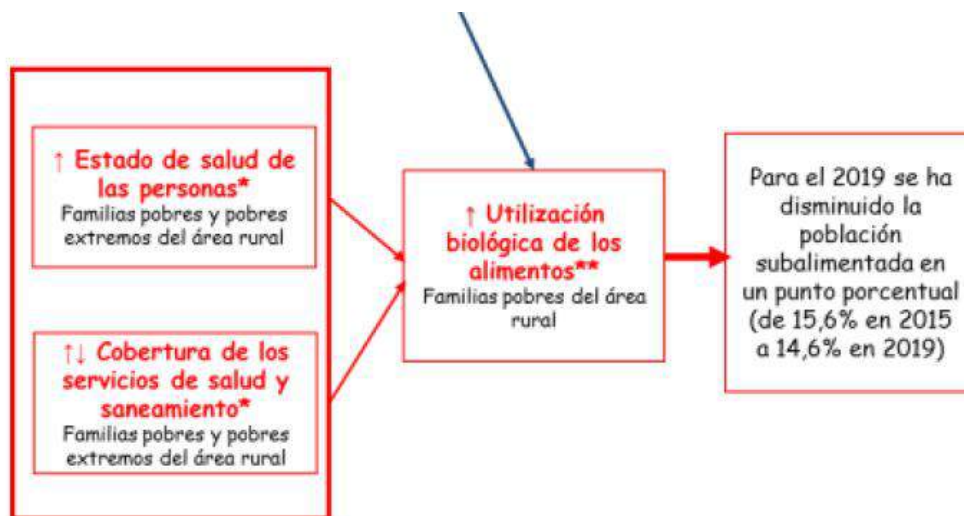 ↑ Estado de salud de
las personas*
Familias pobres y pobres
extremos del área rural
↑↓ Cobertura de los
servicios de salud y
saneamiento*
Familias pobres y pobres
extremos del área rural
↑ Utilización
biológica de los
alimentos**
Familias pobres del área
rural
Para el 2019 se ha
disminuido la
población
subalimentada en
un punto porcentual
(de 15,6% en 2015
a 14,6% en 2019)